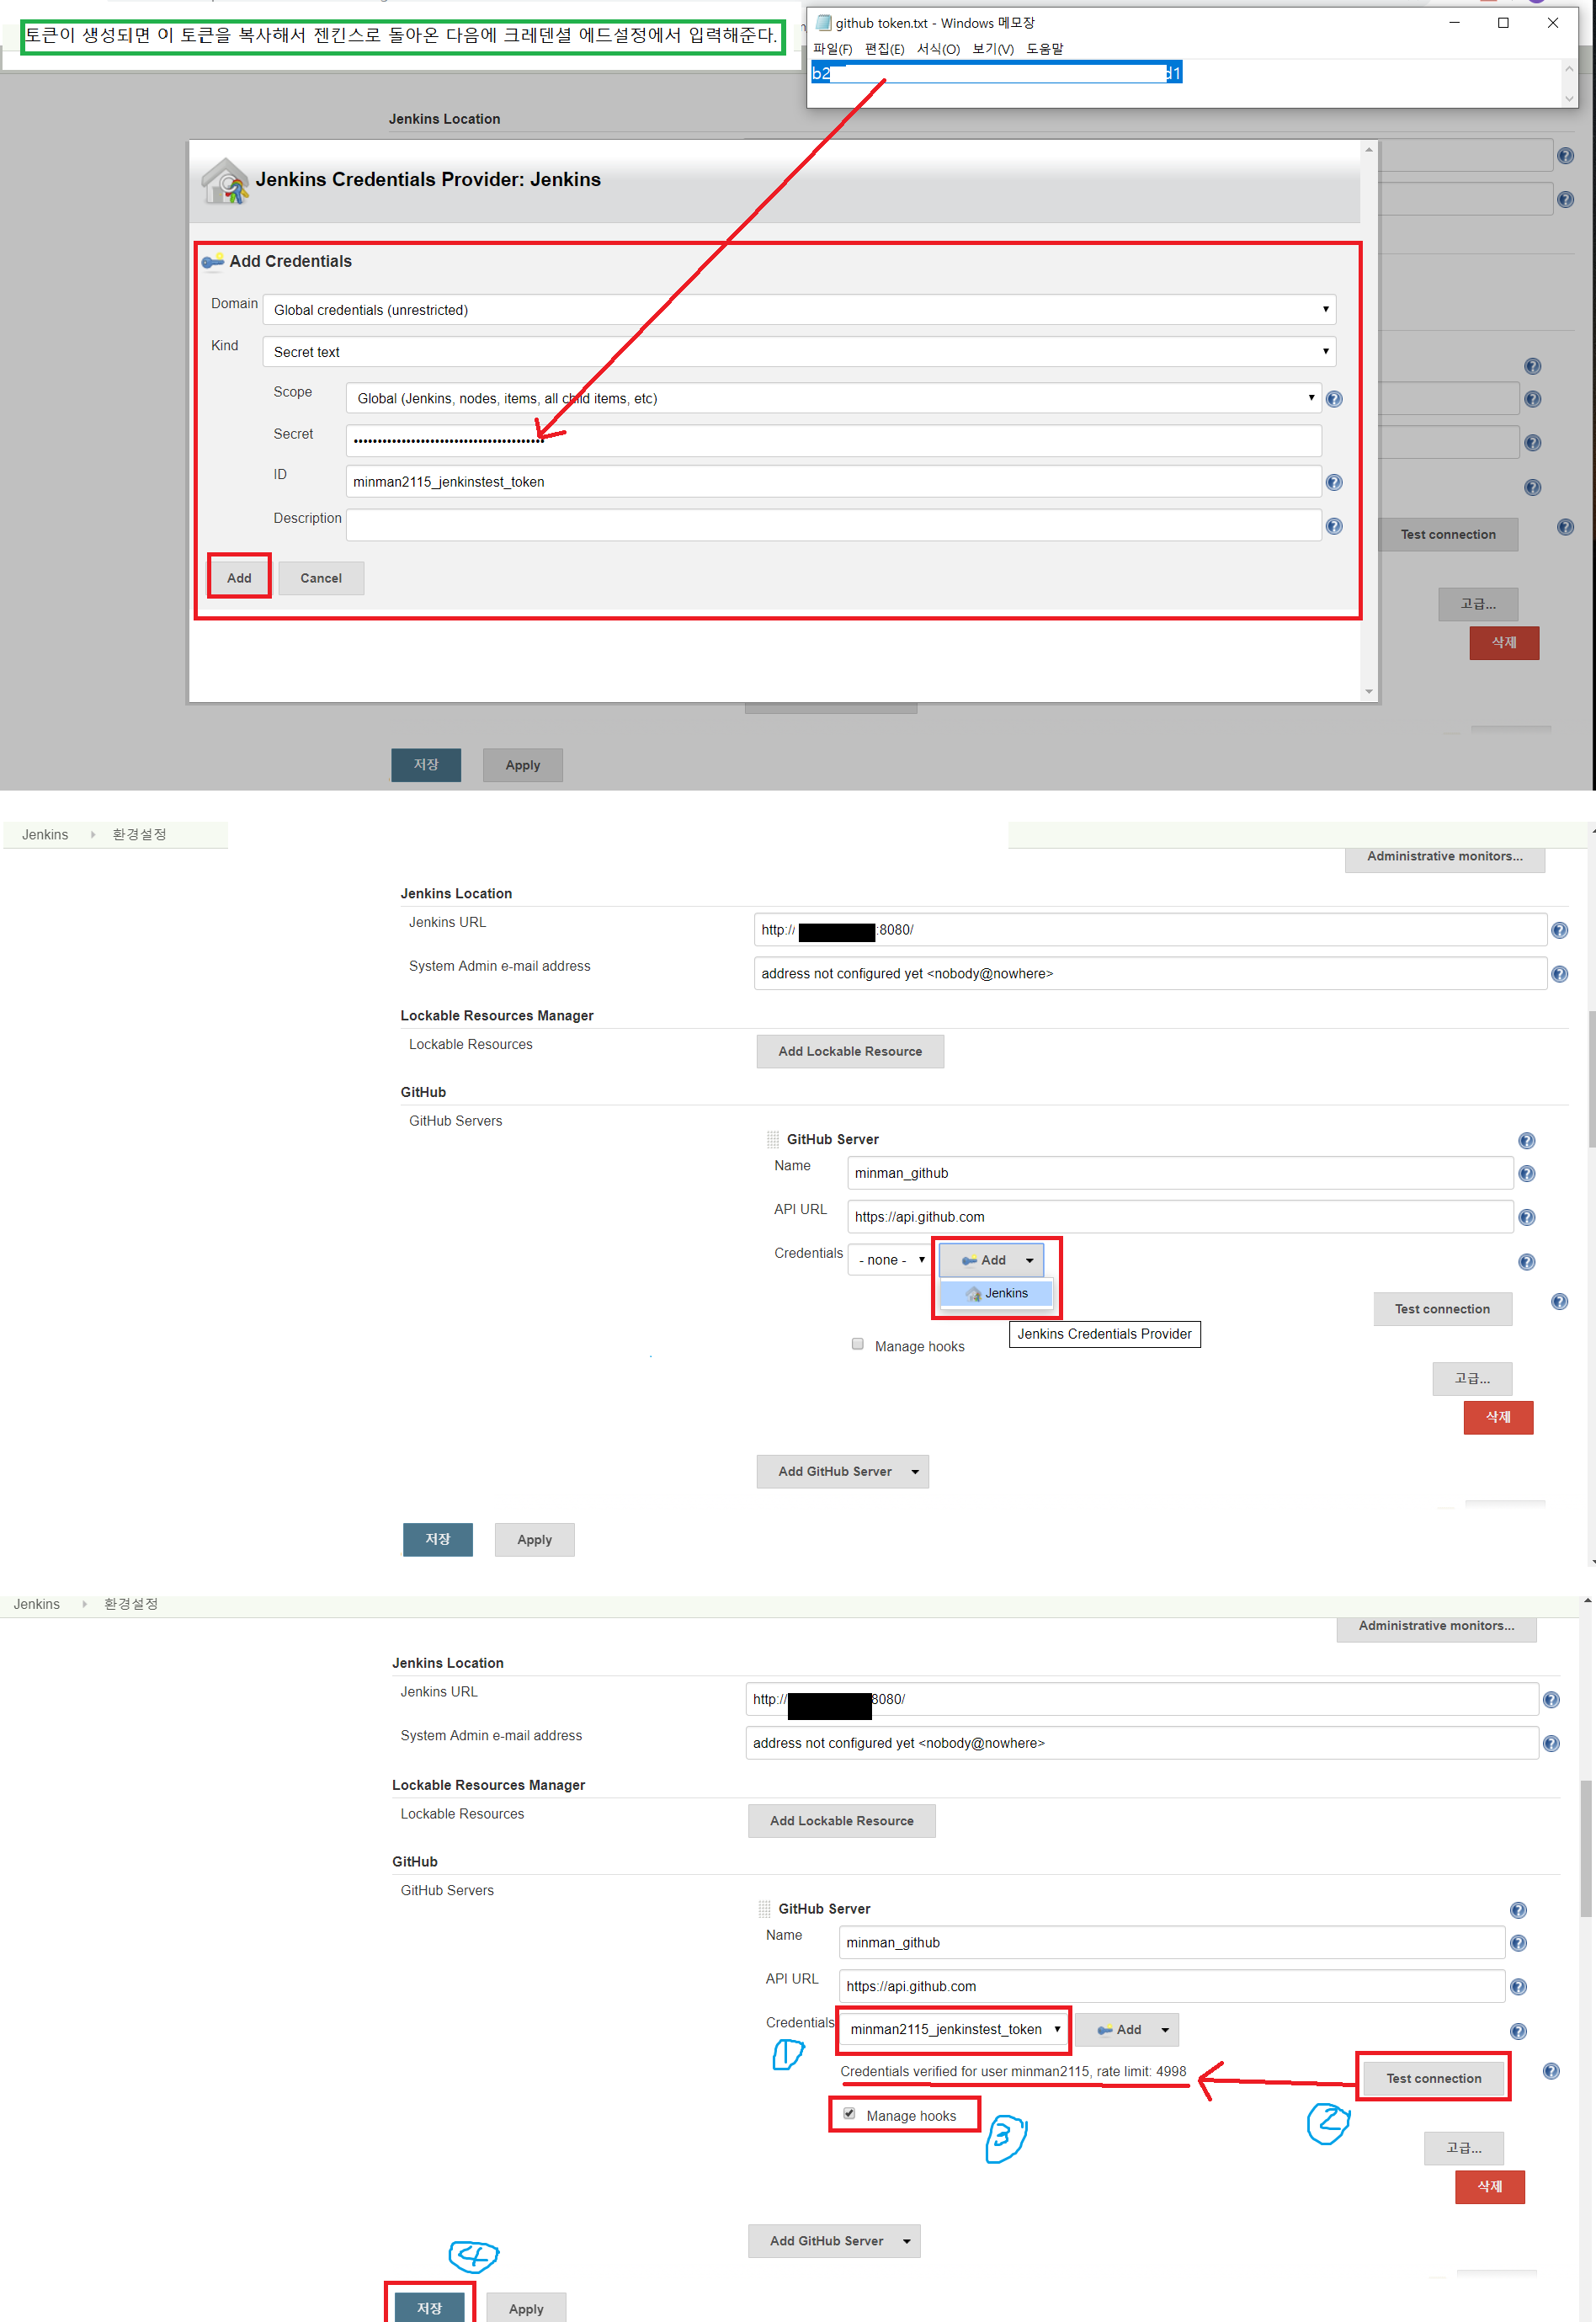 토큰이 생성되면 이 토큰을 복사해서 젠킨스로 돌아온 다음에 크레덴셜 에드설정에서 입력해준다.
github token.txt - Windows 메모장
파일(F) 편집(E) 서식(O) 보기(V) 도움말
b2 d1
Jenkins Location
Jenkins Credentials Provider: Jenkins
Add Credentials
Domain Global credentials (unrestricted)
Kind Secret text
Scope Global (Jenkins, nodes, items, all child items, etc)
Secret ••••••••••••••••••••••••••••••••••••••••
ID minman2115_jenkinstest_token
Description
Test connection
Add Cancel
고급...
삭제
저장 Apply
Jenkins 환경설정
Administrative monitors...
Jenkins Location
Jenkins URL http:// :8080/
System Admin e-mail address address not configured yet <nobody@nowhere>
Lockable Resources Manager
Lockable Resources Add Lockable Resource
GitHub
GitHub Servers
GitHub Server
Name minman_github
API URL https://api.github.com
Credentials - none - Add
Jenkins
Test connection
Jenkins Credentials Provider
Manage hooks
고급...
삭제
Add GitHub Server
저장 Apply
Jenkins 환경설정
Administrative monitors...
Jenkins Location
Jenkins URL http:// 8080/
System Admin e-mail address address not configured yet <nobody@nowhere>
Lockable Resources Manager
Lockable Resources Add Lockable Resource
GitHub
GitHub Servers
GitHub Server
Name minman_github
API URL https://api.github.com
Credentials minman2115_jenkinstest_token Add
①
Credentials verified for user minman2115, rate limit: 4998
Test connection
②
Manage hooks
③
고급...
삭제
Add GitHub Server
④
저장 Apply